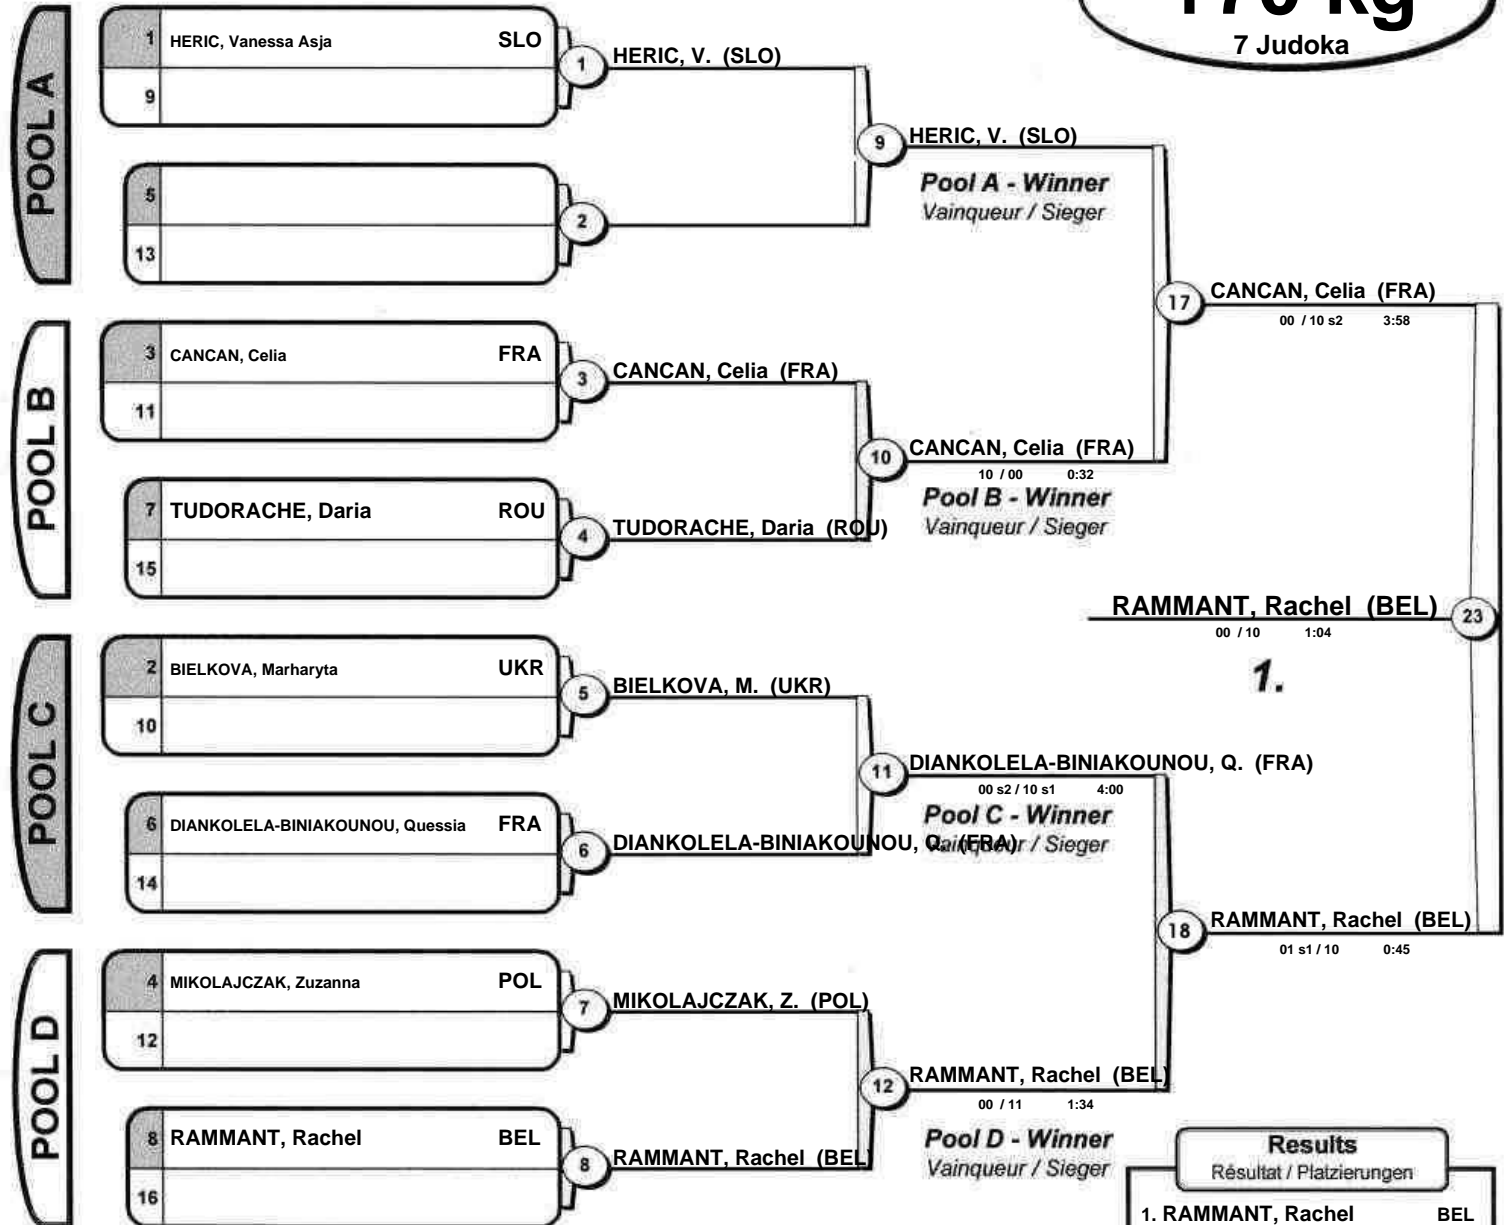 7 Judoka
POOL A
1 HERIC, Vanessa Asja SLO
9
1 HERIC, V. (SLO)
5
13
2
9 HERIC, V. (SLO)
Pool A - Winner
Vainqueur / Sieger
POOL B
3 CANCAN, Celia FRA
11
3 CANCAN, Celia (FRA)
7 TUDORACHE, Daria ROU
15
4 TUDORACHE, Daria (ROU)
10 CANCAN, Celia (FRA)
10 / 00 0:32
Pool B - Winner
Vainqueur / Sieger
17 CANCAN, Celia (FRA)
00 / 10 s2 3:58
RAMMANT, Rachel (BEL) 23
00 / 10 1:04
1.
POOL C
2 BIELKOVA, Marharyta UKR
10
5 BIELKOVA, M. (UKR)
6 DIANKOLELA-BINIAKOUNOU, Quessia FRA
14
6 DIANKOLELA-BINIAKOUNOU, Q. (FRA)
11 DIANKOLELA-BINIAKOUNOU, Q. (FRA)
00 s2 / 10 s1 4:00
Pool C - Winner
Vainqueur / Sieger
18 RAMMANT, Rachel (BEL)
01 s1 / 10 0:45
POOL D
4 MIKOLAJCZAK, Zuzanna POL
12
7 MIKOLAJCZAK, Z. (POL)
8 RAMMANT, Rachel BEL
16
8 RAMMANT, Rachel (BEL)
12 RAMMANT, Rachel (BEL)
00 / 11 1:34
Pool D - Winner
Vainqueur / Sieger
Results
Résultat / Platzierungen
1. RAMMANT, Rachel BEL